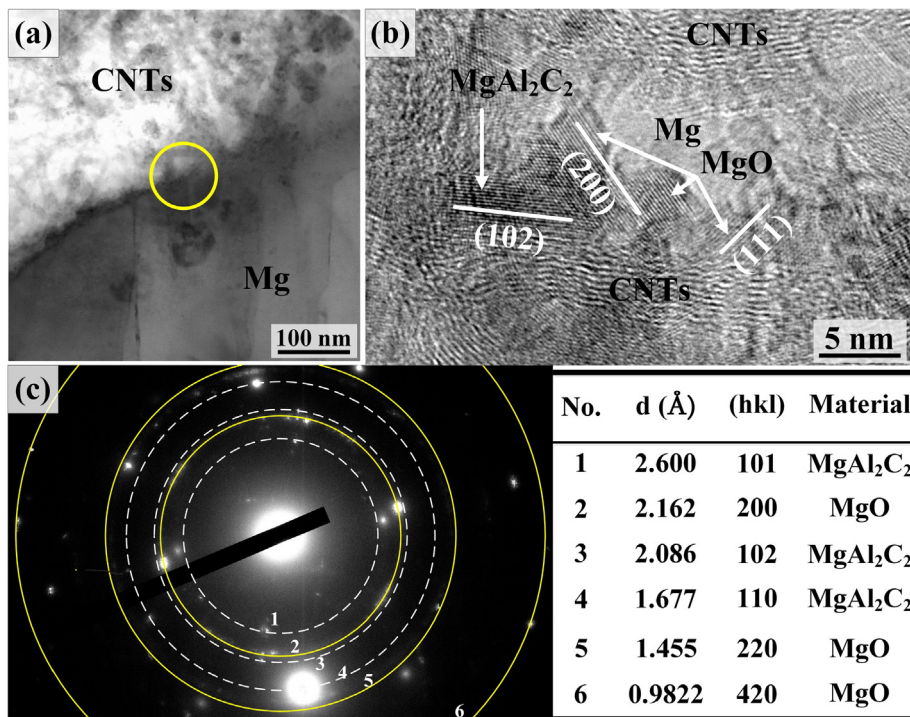 (a)
CNTs
Mg
100 nm
(b)
CNTs
MgAl₂C₂
Mg
MgO
(200)
(102)
(111)
CNTs
5 nm
(c)
1
2
3
4
5
6
No. d (Å) (hkl) Material
1 2.600 101 MgAl₂C₂
2 2.162 200 MgO
3 2.086 102 MgAl₂C₂
4 1.677 110 MgAl₂C₂
5 1.455 220 MgO
6 0.9822 420 MgO